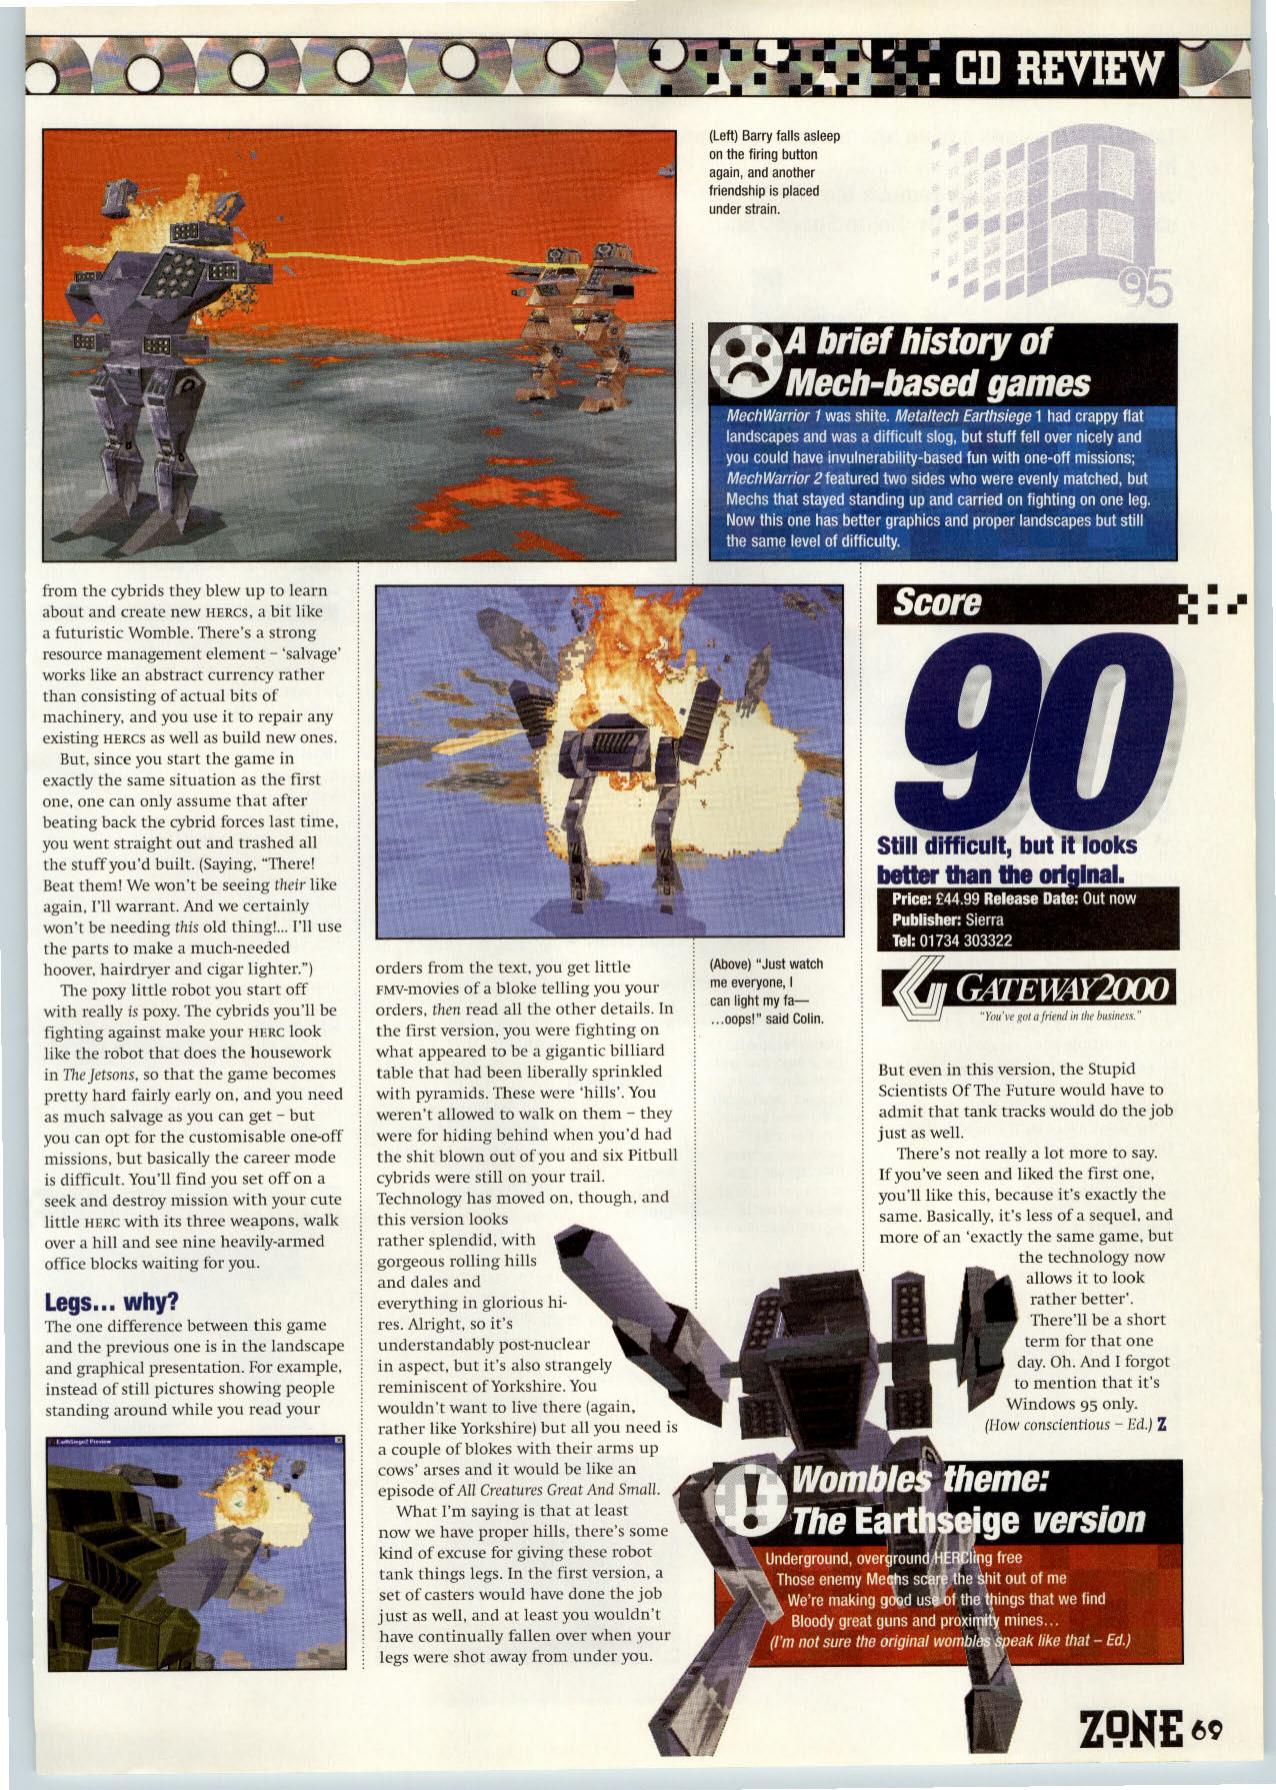 CD REVIEW
(Left) Barry falls asleep
on the firing button
again, and another
friendship is placed
under strain.
95
A brief history of
Mech-based games
MechWarrior 1 was shite. Metaltech Earthsiege 1 had crappy flat
landscapes and was a difficult slog, but stuff fell over nicely and
you could have invulnerability-based fun with one-off missions;
MechWarrior 2 featured two sides who were evenly matched, but
Mechs that stayed standing up and carried on fighting on one leg.
Now this one has better graphics and proper landscapes but still
the same level of difficulty.
from the cybrids they blew up to learn
about and create new HERCS, a bit like
a futuristic Womble. There's a strong
resource management element – 'salvage'
works like an abstract currency rather
than consisting of actual bits of
machinery, and you use it to repair any
existing HERCS as well as build new ones.
But, since you start the game in
exactly the same situation as the first
one, one can only assume that after
beating back the cybrid forces last time,
you went straight out and trashed all
the stuff you'd built. (Saying, "There!
Beat them! We won't be seeing their like
again, I'll warrant. And we certainly
won't be needing this old thing!... I'll use
the parts to make a much-needed
hoover, hairdryer and cigar lighter.")
The poxy little robot you start off
with really is poxy. The cybrids you'll be
fighting against make your HERC look
like the robot that does the housework
in The Jetsons, so that the game becomes
pretty hard fairly early on, and you need
as much salvage as you can get – but
you can opt for the customisable one-off
missions, but basically the career mode
is difficult. You'll find you set off on a
seek and destroy mission with your cute
little HERC with its three weapons, walk
over a hill and see nine heavily-armed
office blocks waiting for you.
Legs... why?
The one difference between this game
and the previous one is in the landscape
and graphical presentation. For example,
instead of still pictures showing people
standing around while you read your
EarthSiege2 Preview
orders from the text, you get little
FMV-movies of a bloke telling you your
orders, then read all the other details. In
the first version, you were fighting on
what appeared to be a gigantic billiard
table that had been liberally sprinkled
with pyramids. These were 'hills'. You
weren't allowed to walk on them – they
were for hiding behind when you'd had
the shit blown out of you and six Pitbull
cybrids were still on your trail.
Technology has moved on, though, and
this version looks
rather splendid, with
gorgeous rolling hills
and dales and
everything in glorious hi-
res. Alright, so it's
understandably post-nuclear
in aspect, but it's also strangely
reminiscent of Yorkshire. You
wouldn't want to live there (again,
rather like Yorkshire) but all you need is
a couple of blokes with their arms up
cows' arses and it would be like an
episode of All Creatures Great And Small.
What I'm saying is that at least
now we have proper hills, there's some
kind of excuse for giving these robot
tank things legs. In the first version, a
set of casters would have done the job
just as well, and at least you wouldn't
have continually fallen over when your
legs were shot away from under you.
(Above) "Just watch
me everyone, I
can light my fa—
...oops!" said Colin.
Score
90
Still difficult, but it looks
better than the original.
Price: £44.99 Release Date: Out now
Publisher: Sierra
Tel: 01734 303322
GATEWAY2000
"You've got a friend in the business."
But even in this version, the Stupid
Scientists Of The Future would have to
admit that tank tracks would do the job
just as well.
There's not really a lot more to say.
If you've seen and liked the first one,
you'll like this, because it's exactly the
same. Basically, it's less of a sequel, and
more of an 'exactly the same game, but
the technology now
allows it to look
rather better'.
There'll be a short
term for that one
day. Oh. And I forgot
to mention that it's
Windows 95 only.
(How conscientious – Ed.) Z
Wombles theme:
The Earthseige version
Underground, overground HERCling free
Those enemy Mechs scare the shit out of me
We're making good use of the things that we find
Bloody great guns and proximity mines...
(I'm not sure the original wombles speak like that – Ed.)
ZONE 69